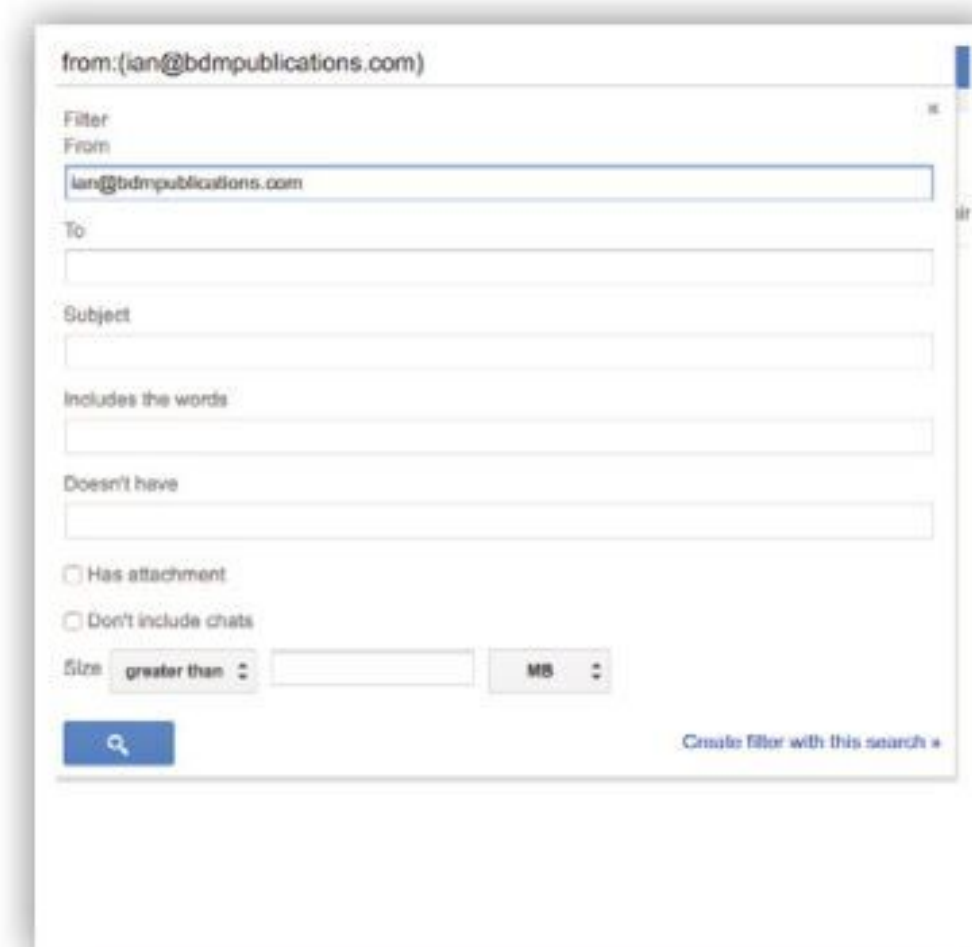 from:(ian@bdmpublications.com)
Filter
From
ian@bdmpublications.com
To
Subject
Includes the words
Doesn't have
Has attachment
Don't include chats
Size greater than MB
Create filter with this search »